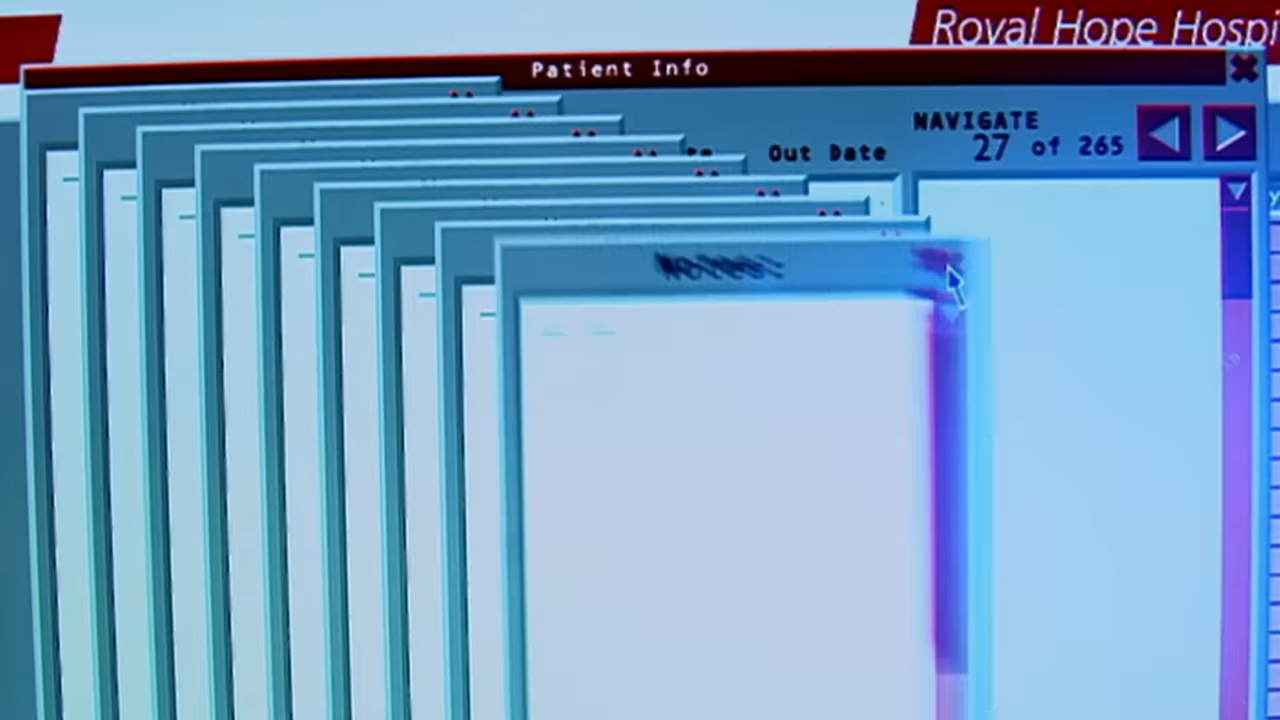 Royal Hope Hospi
Patient Info
NAVIGATE
Out Date
27 of 265